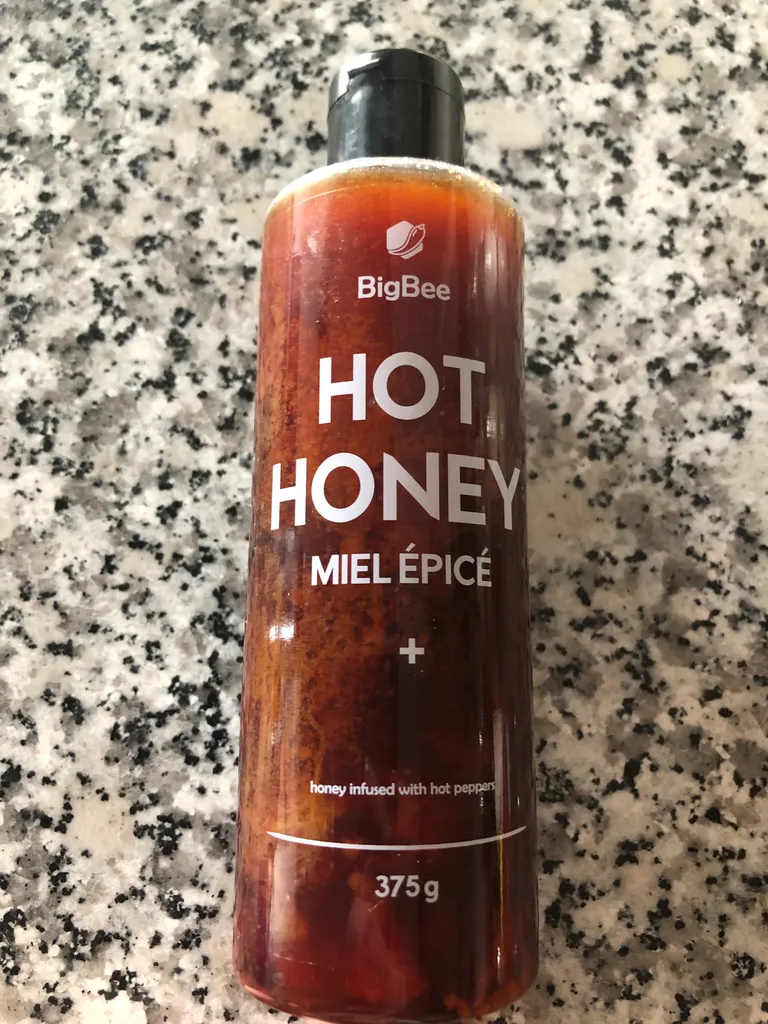 BigBee
HOT
HONEY
MIEL ÉPICÉ
+
honey infused with hot peppers
375g